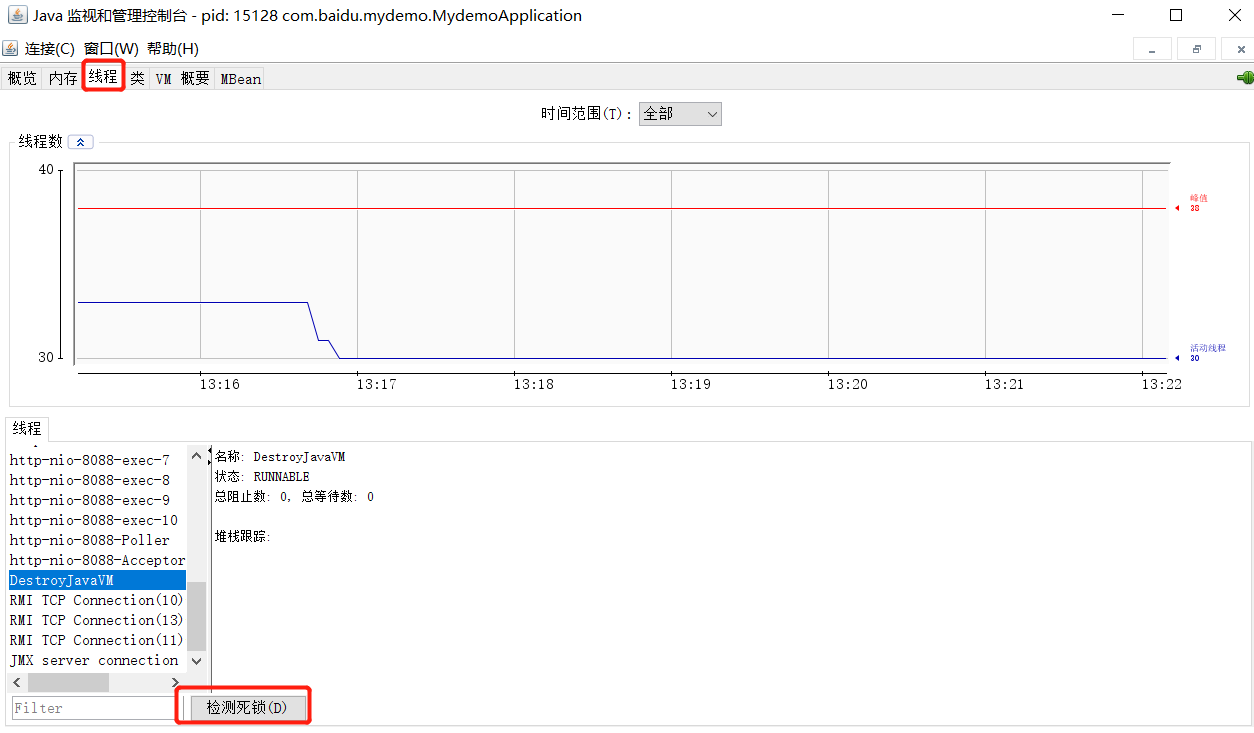 Java 监视和管理控制台 - pid: 15128 com.baidu.mydemo.MydemoApplication
连接(C) 窗口(W) 帮助(H)
概览 内存 线程 类 VM 概要 MBean
时间范围(T): 全部
线程数
40
峰值
38
30
活动线程
30
13:16 13:17 13:18 13:19 13:20 13:21 13:22
线程
http-nio-8088-exec-7
http-nio-8088-exec-8
http-nio-8088-exec-9
http-nio-8088-exec-10
http-nio-8088-Poller
http-nio-8088-Acceptor
DestroyJavaVM
RMI TCP Connection(10)
RMI TCP Connection(13)
RMI TCP Connection(11)
JMX server connection
名称: DestroyJavaVM
状态: RUNNABLE
总阻止数: 0, 总等待数: 0
堆栈跟踪:
Filter
检测死锁(D)